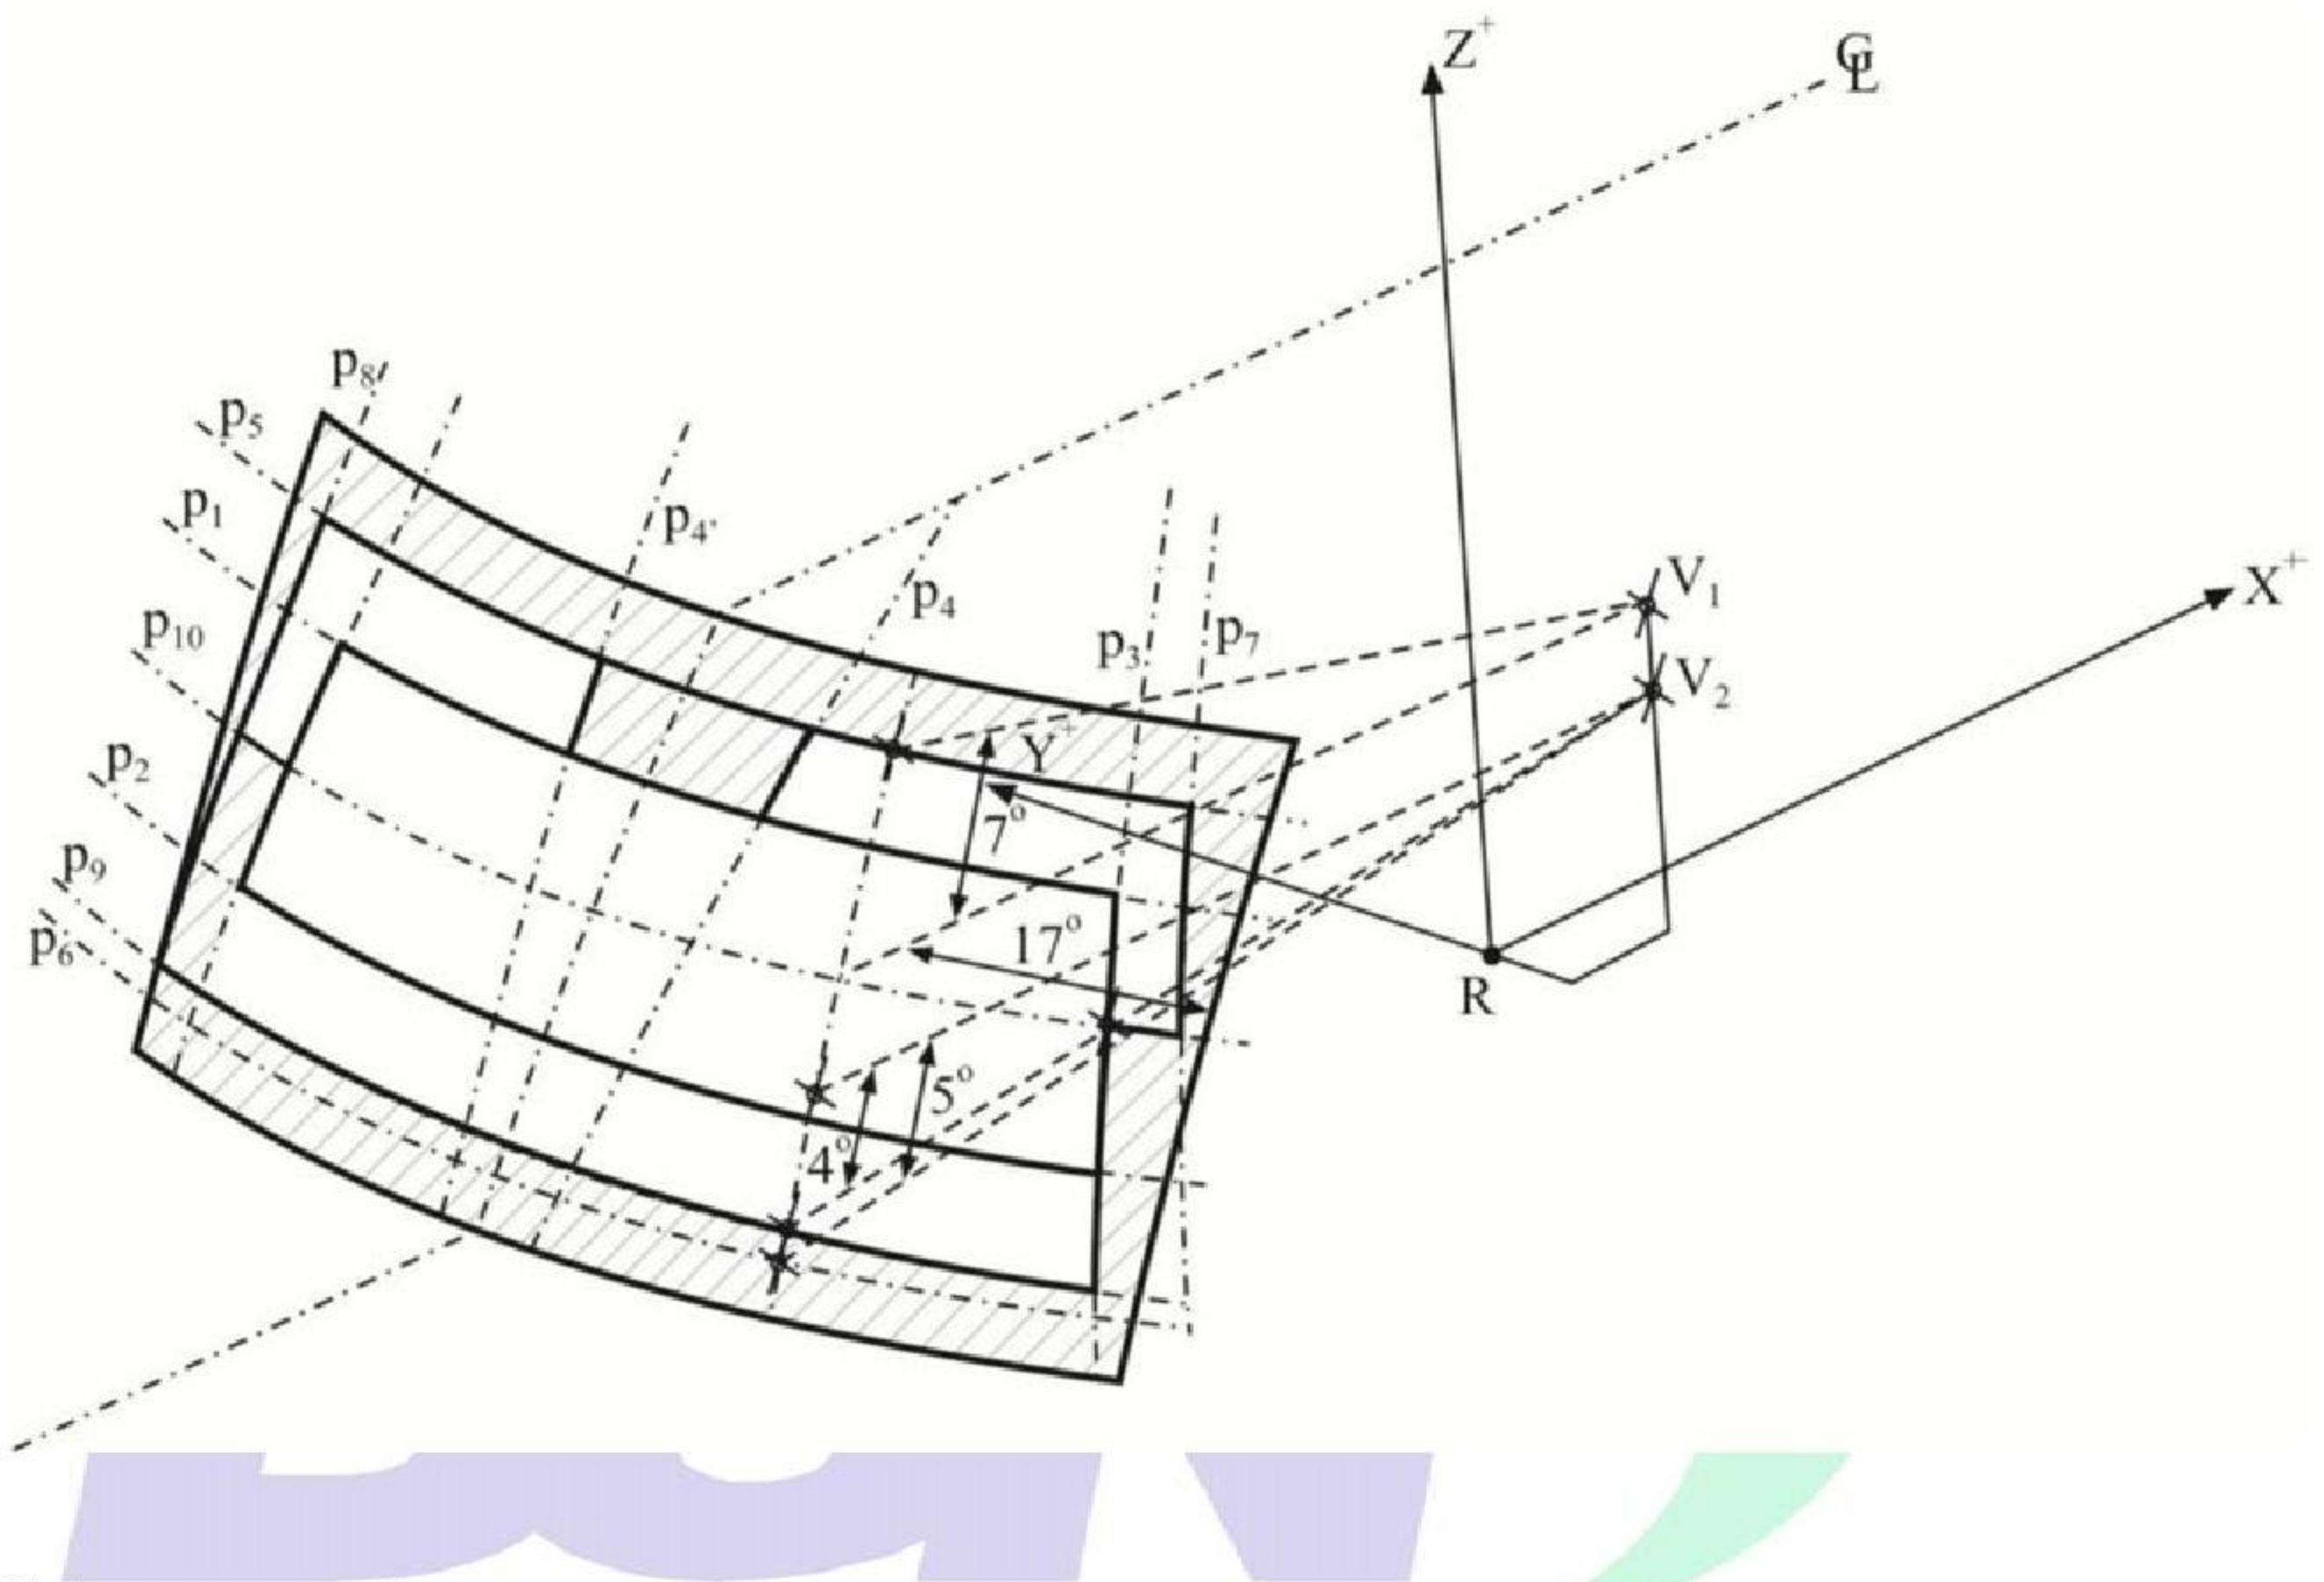 Z⁺
C̲L
p₈
p₅
p₁
p₄'
V₁
X⁺
p₄
p₁₀
p₃
p₇
V₂
Y⁺
p₂
7°
p₉
17°
p₆
R
5°
4°